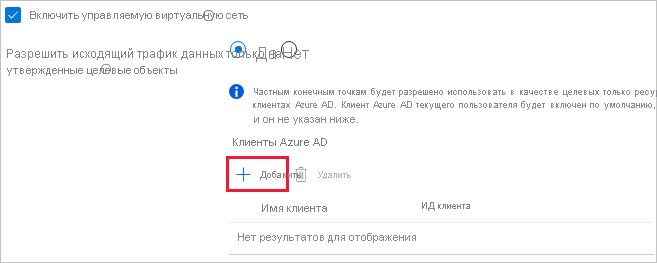 Включить управляемую виртуальную сеть
Разрешить исходящий трафик данных только на
утвержденные целевые объекты
Да Нет
Частным конечным точкам будет разрешено использовать в качестве целевых только ресу
клиентах Azure AD. Клиент Azure AD текущего пользователя будет включен по умолчанию,
и он не указан ниже.
Клиенты Azure AD
Добавить Удалить
Имя клиента ИД клиента
Нет результатов для отображения